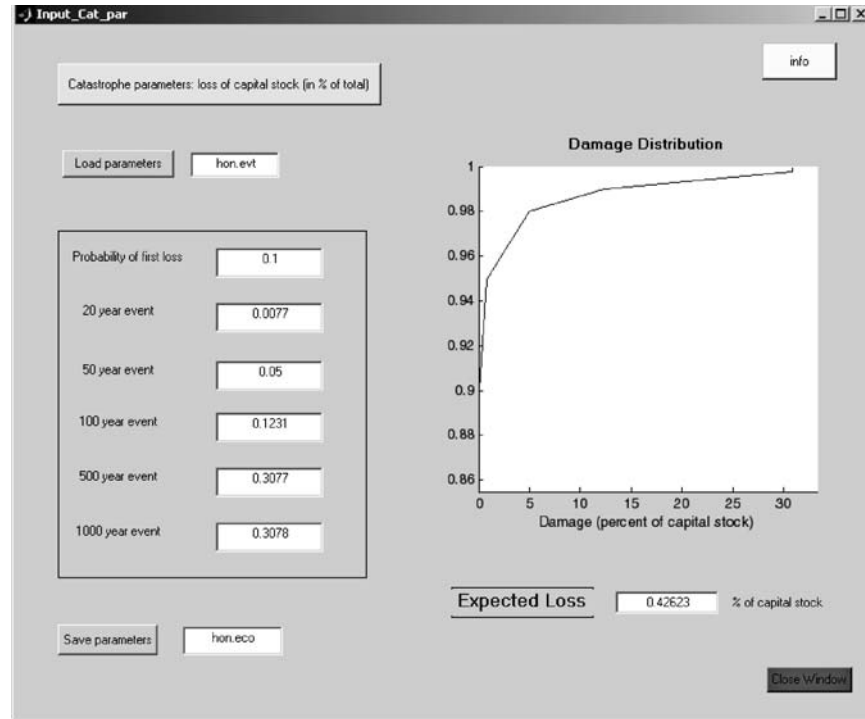 Input_Cat_par
info
Catastrophe parameters: loss of capital stock (in % of total)
Load parameters
hon.evt
Probability of first loss
0.1
20 year event
0.0077
50 year event
0.05
100 year event
0.1231
500 year event
0.3077
1000 year event
0.3078
Save parameters
hon.eco
Damage Distribution
1
0.98
0.96
0.94
0.92
0.9
0.88
0.86
0 5 10 15 20 25 30
Damage (percent of capital stock)
Expected Loss
0.42623
% of capital stock
Close Window